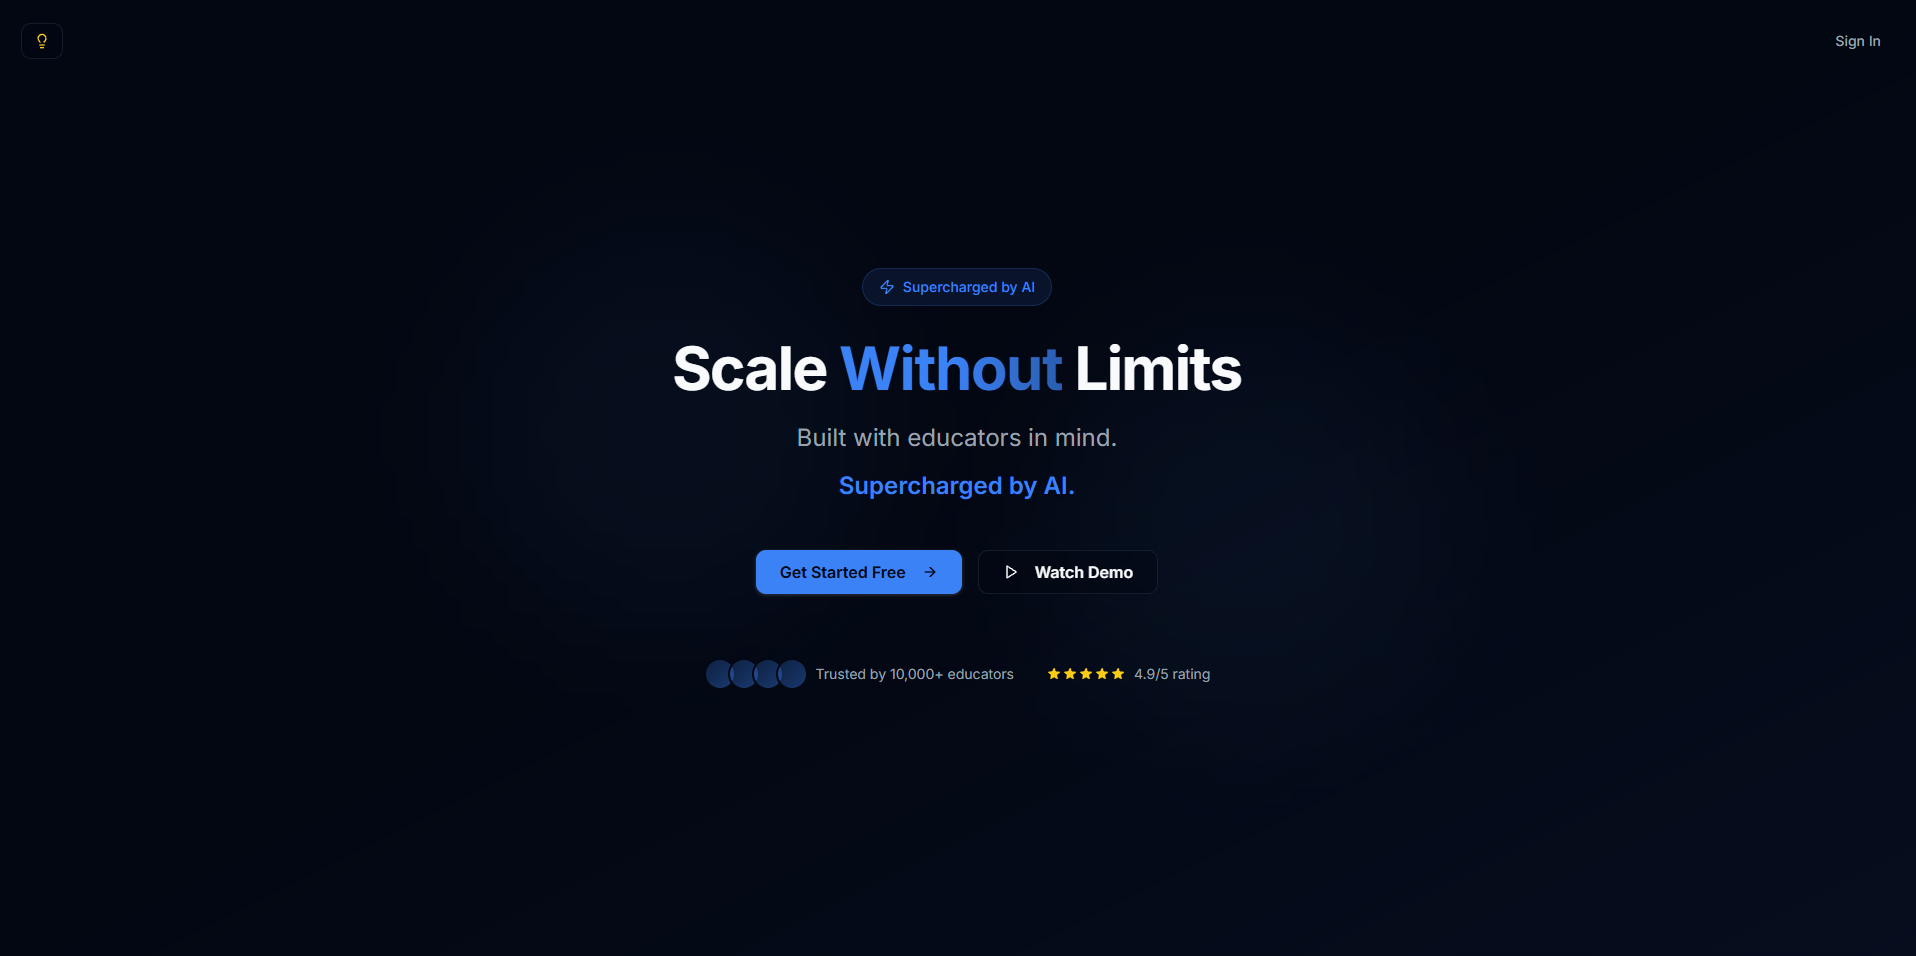 Sign In
Supercharged by AI
Scale Without Limits
Built with educators in mind.
Supercharged by AI.
Get Started Free
Watch Demo
Trusted by 10,000+ educators
4.9/5 rating